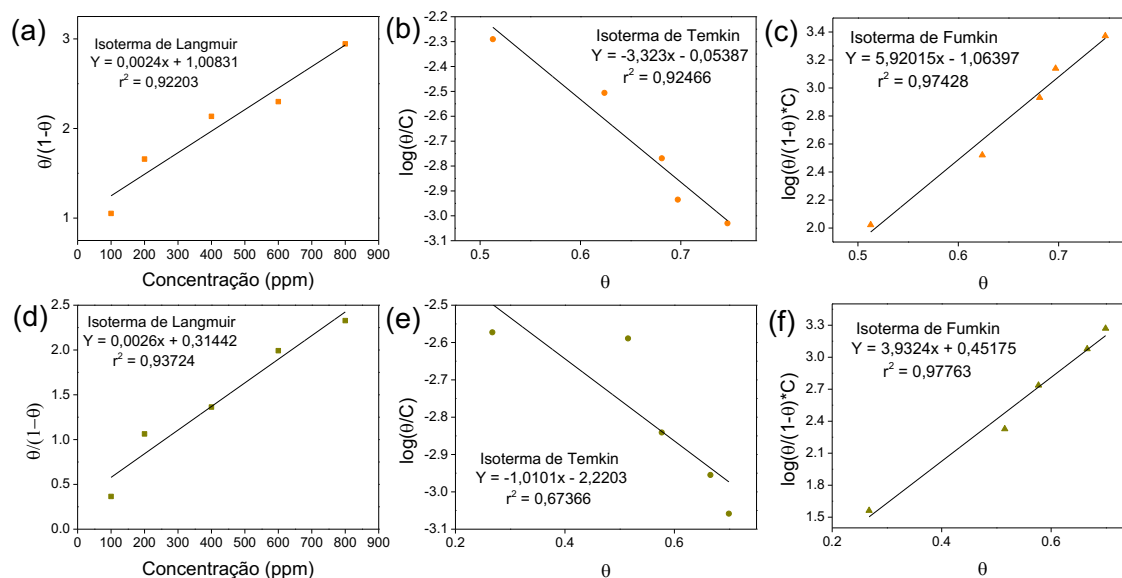 (a)
Isoterma de Langmuir
Y = 0,0024x + 1,00831
r² = 0,92203
3
2
1
θ/(1-θ)
0 100 200 300 400 500 600 700 800 900
Concentração (ppm)
(b)
Isoterma de Temkin
Y = -3,323x - 0,05387
r² = 0,92466
-2.2
-2.3
-2.4
-2.5
-2.6
-2.7
-2.8
-2.9
-3.0
-3.1
log(θ/C)
0.5 0.6 0.7
θ
(c)
Isoterma de Fumkin
Y = 5,92015x - 1,06397
r² = 0,97428
3.4
3.2
3.0
2.8
2.6
2.4
2.2
2.0
log(θ/(1-θ)*C)
0.5 0.6 0.7
θ
(d)
Isoterma de Langmuir
Y = 0,0026x + 0,31442
r² = 0,93724
2.5
2.0
1.5
1.0
0.5
0.0
θ/(1−θ)
0 100 200 300 400 500 600 700 800 900
Concentração (ppm)
(e)
Isoterma de Temkin
Y = -1,0101x - 2,2203
r² = 0,67366
-2.5
-2.6
-2.7
-2.8
-2.9
-3.0
-3.1
log(θ/C)
0.2 0.4 0.6
θ
(f)
Isoterma de Fumkin
Y = 3,9324x + 0,45175
r² = 0,97763
3.3
3.0
2.7
2.4
2.1
1.8
1.5
log(θ/(1-θ)*C)
0.2 0.4 0.6
θ